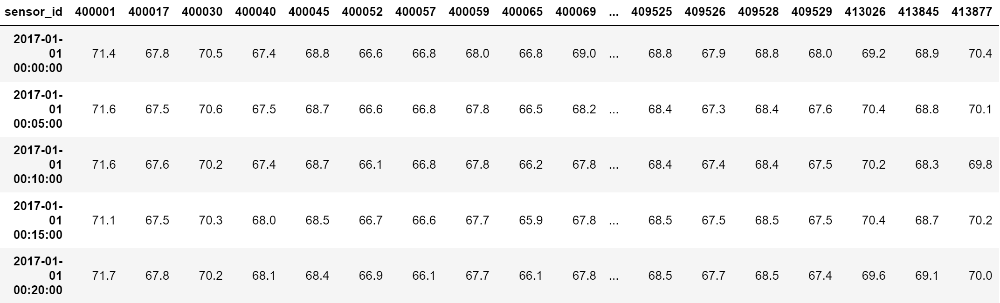 sensor_id 400001 400017 400030 400040 400045 400052 400057 400059 400065 400069 ... 409525 409526 409528 409529 413026 413845 413877
2017-01-
01
00:00:00 71.4 67.8 70.5 67.4 68.8 66.6 66.8 68.0 66.8 69.0 ... 68.8 67.9 68.8 68.0 69.2 68.9 70.4
2017-01-
01
00:05:00 71.6 67.5 70.6 67.5 68.7 66.6 66.8 67.8 66.5 68.2 ... 68.4 67.3 68.4 67.6 70.4 68.8 70.1
2017-01-
01
00:10:00 71.6 67.6 70.2 67.4 68.7 66.1 66.8 67.8 66.2 67.8 ... 68.4 67.4 68.4 67.5 70.2 68.3 69.8
2017-01-
01
00:15:00 71.1 67.5 70.3 68.0 68.5 66.7 66.6 67.7 65.9 67.8 ... 68.5 67.5 68.5 67.5 70.4 68.7 70.2
2017-01-
01
00:20:00 71.7 67.8 70.2 68.1 68.4 66.9 66.1 67.7 66.1 67.8 ... 68.5 67.7 68.5 67.4 69.6 69.1 70.0